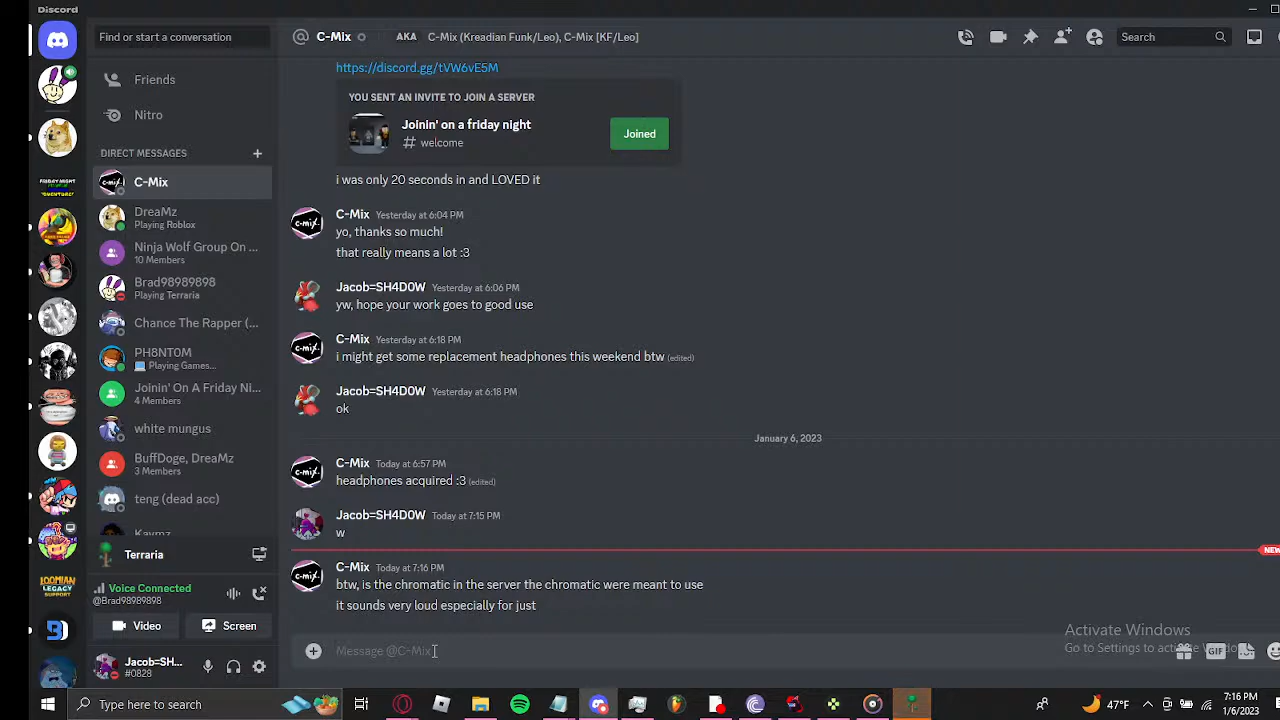 Discord
Find or start a conversation
C-Mix
AKA
C-Mix (Kreadian Funk/Leo), C-Mix [KF/Leo]
Search
Friends
Nitro
DIRECT MESSAGES
C-Mix
DreaMz
Playing Roblox
Ninja Wolf Group On ...
10 Members
Brad98989898
Playing Terraria
Chance The Rapper (...
PH8NT0M
Playing Games...
Joinin' On A Friday Ni...
4 Members
white mungus
BuffDoge, DreaMz
3 Members
teng (dead acc)
Kaymz
Terraria
Voice Connected
@Brad98989898
Video
Screen
Jacob=SH...
#0028
https://discord.gg/tVW6vE5M
YOU SENT AN INVITE TO JOIN A SERVER
Joinin' on a friday night
# welcome
Joined
i was only 20 seconds in and LOVED it
C-Mix Yesterday at 6:04 PM
yo, thanks so much!
that really means a lot :3
Jacob=SH4D0W Yesterday at 6:06 PM
yw, hope your work goes to good use
C-Mix Yesterday at 6:18 PM
i might get some replacement headphones this weekend btw (edited)
Jacob=SH4D0W Yesterday at 6:18 PM
ok
January 6, 2023
C-Mix Today at 6:57 PM
headphones acquired :3 (edited)
Jacob=SH4D0W Today at 7:15 PM
w
NEW
C-Mix Today at 7:16 PM
btw, is the chromatic in the server the chromatic were meant to use
it sounds very loud especially for just
Message @C-Mix
GIF
Activate Windows
Go to Settings to activate Windows.
LOOMIAN
LEGACY
SUPPORT
Type here to search
47°F
7:16 PM
1/6/2023